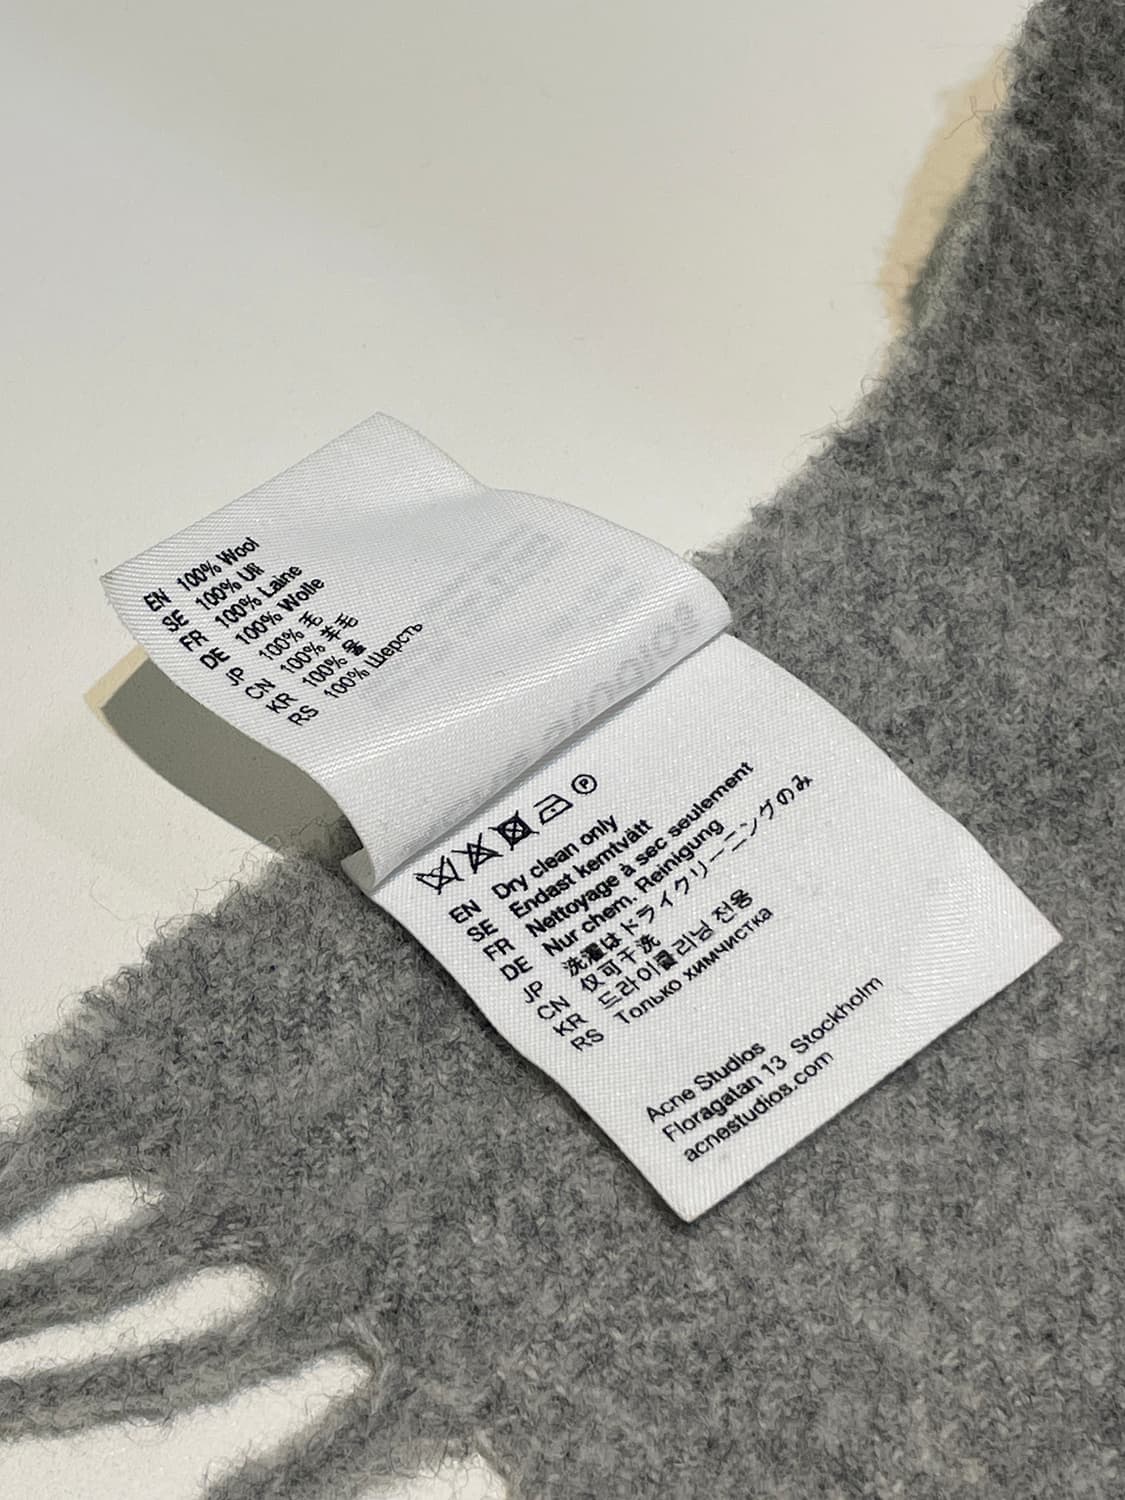 EN 100% Wool
SE 100% Ull
FR 100% Laine
DE 100% Wolle
JP 100% 毛
CN 100% 羊毛
KR 100% 울
RS 100% Шерсть
P
EN Dry clean only
SE Endast kemtvätt
FR Nettoyage à sec seulement
DE Nur chem. Reinigung
JP 洗濯はドライクリーニングのみ
CN 仅可干洗
KR 드라이클리닝 전용
RS Только химчистка
Acne Studios
Floragatan 13 Stockholm
acnestudios.com